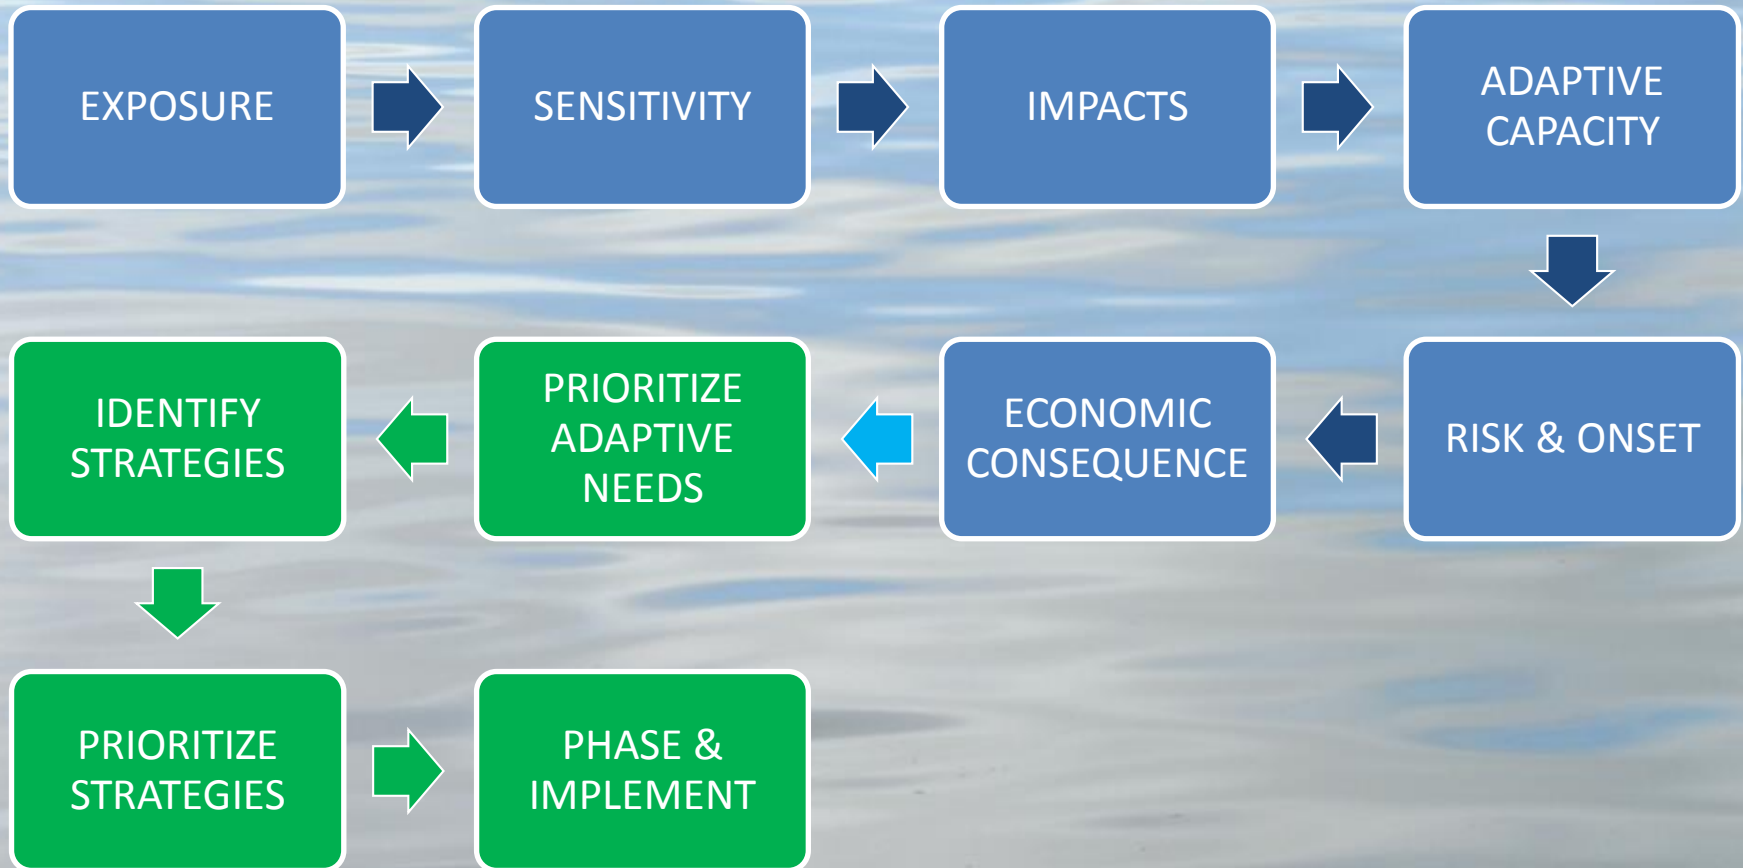 EXPOSURE
SENSITIVITY
IMPACTS
ADAPTIVE
CAPACITY
RISK & ONSET
ECONOMIC
CONSEQUENCE
PRIORITIZE
ADAPTIVE
NEEDS
IDENTIFY
STRATEGIES
PRIORITIZE
STRATEGIES
PHASE &
IMPLEMENT